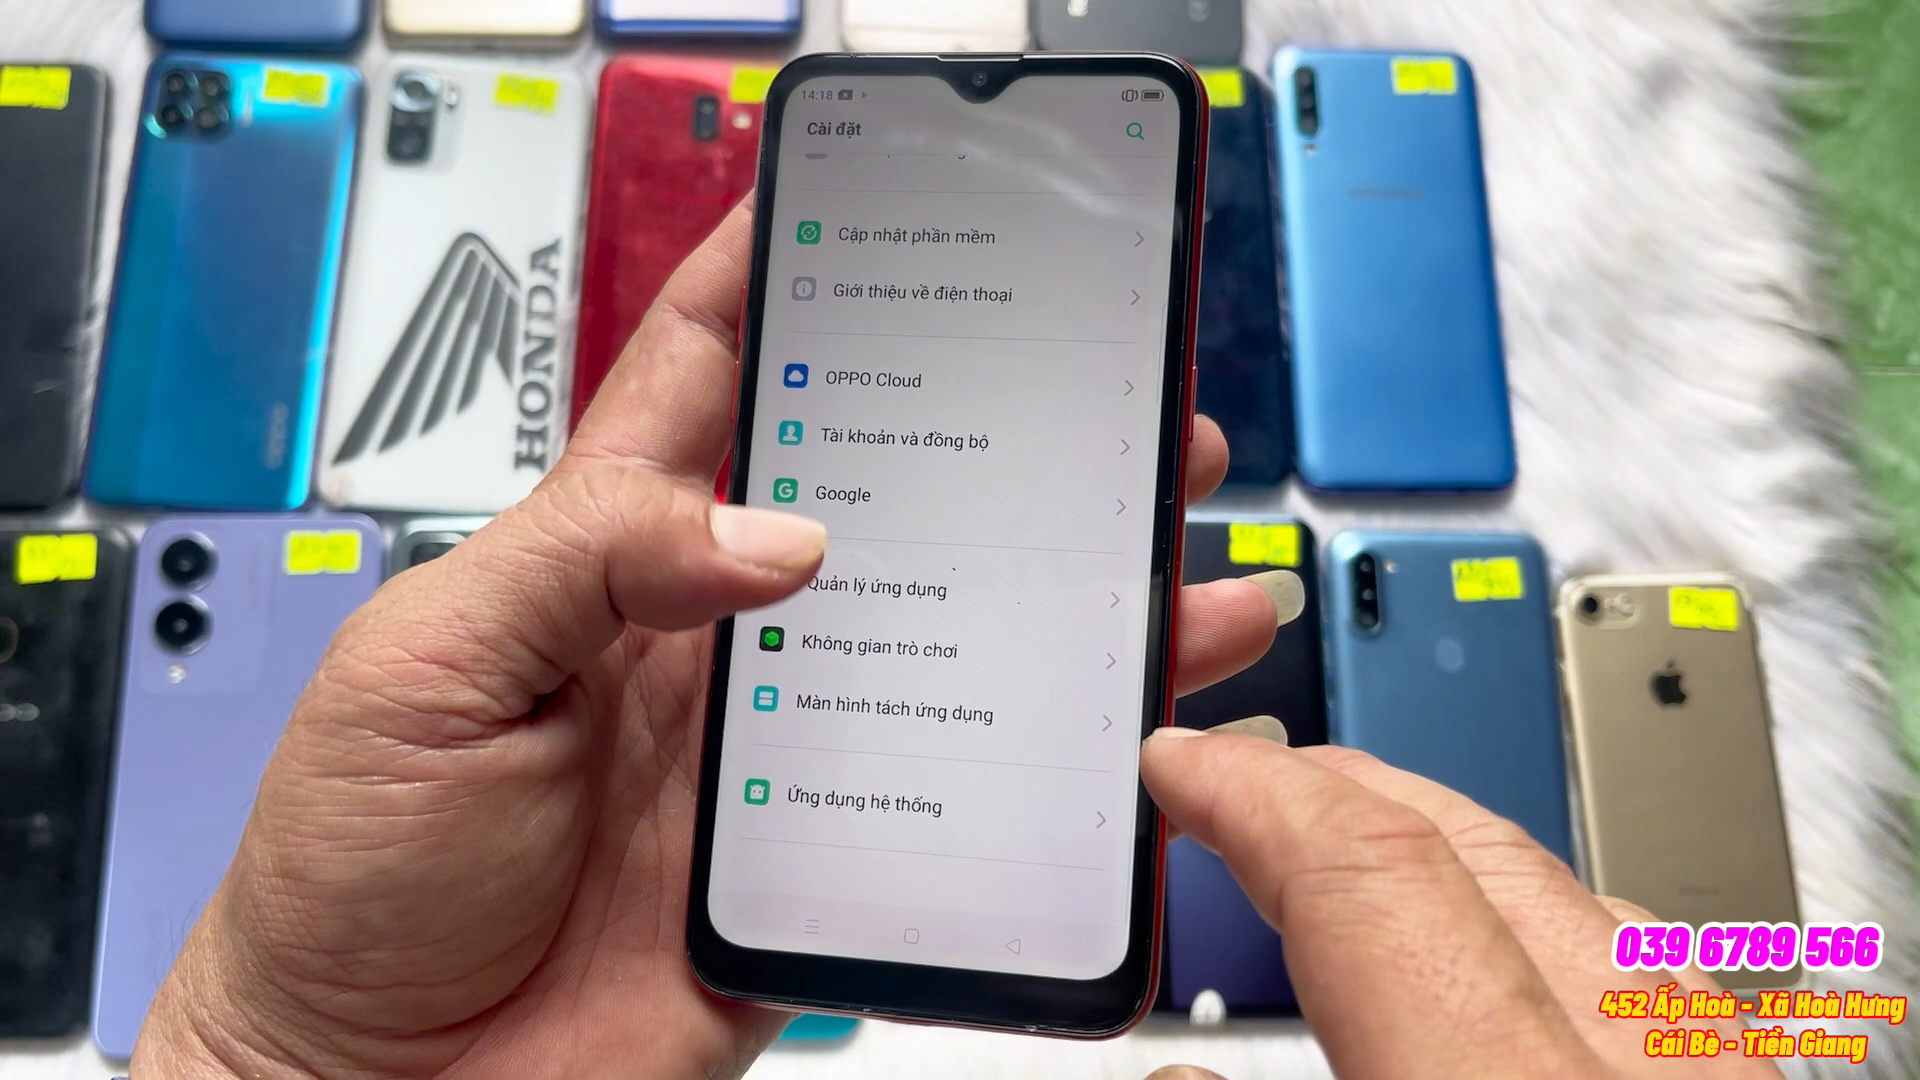 14:18
Cài đặt
Cập nhật phần mềm
Giới thiệu về điện thoại
OPPO Cloud
Tài khoản và đồng bộ
Google
Quản lý ứng dụng
Không gian trò chơi
Màn hình tách ứng dụng
Ứng dụng hệ thống
HONDA
oppo
039 6789 566
452 Ấp Hoà - Xã Hoà Hưng
Cái Bè - Tiền Giang